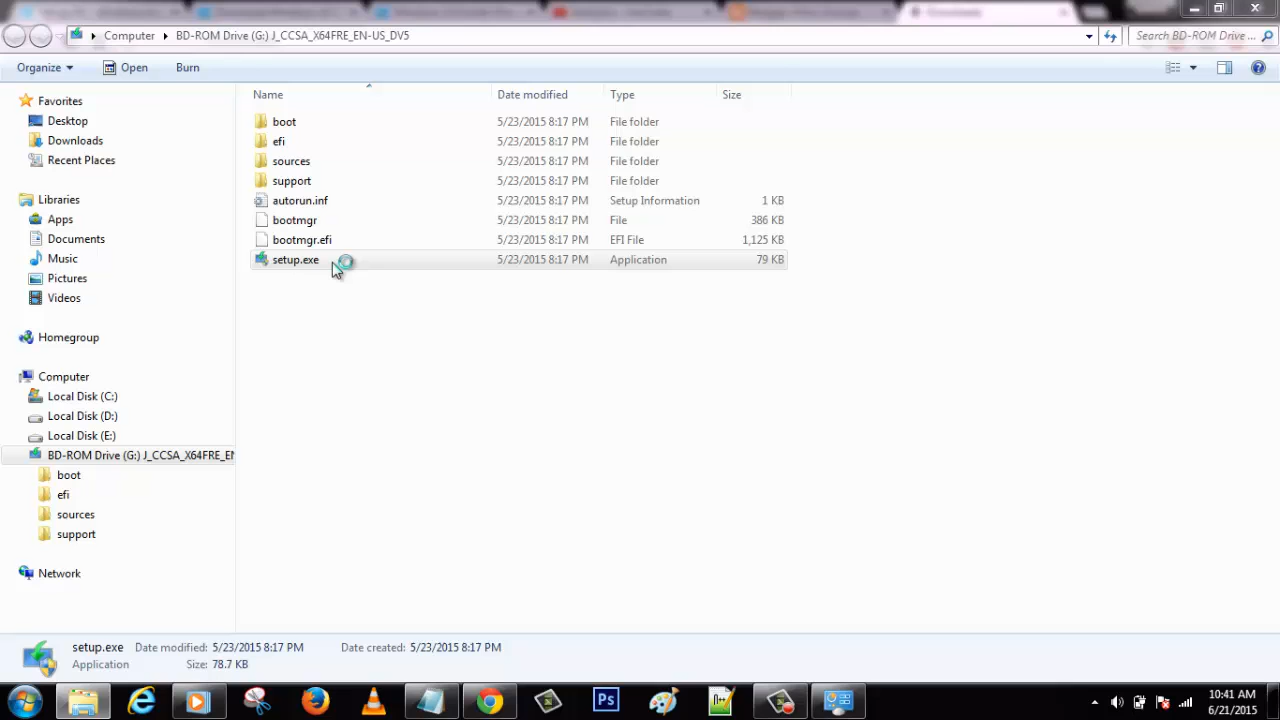 Computer BD-ROM Drive (G:) J_CCSA_X64FRE_EN-US_DV5 Search BD-ROM Drive ...
Organize Open Burn
Name Date modified Type Size
boot 5/23/2015 8:17 PM File folder
efi 5/23/2015 8:17 PM File folder
sources 5/23/2015 8:17 PM File folder
support 5/23/2015 8:17 PM File folder
autorun.inf 5/23/2015 8:17 PM Setup Information 1 KB
bootmgr 5/23/2015 8:17 PM File 386 KB
bootmgr.efi 5/23/2015 8:17 PM EFI File 1,125 KB
setup.exe 5/23/2015 8:17 PM Application 79 KB
Favorites
Desktop
Downloads
Recent Places
Libraries
Apps
Documents
Music
Pictures
Videos
Homegroup
Computer
Local Disk (C:)
Local Disk (D:)
Local Disk (E:)
BD-ROM Drive (G:) J_CCSA_X64FRE_EN
boot
efi
sources
support
Network
setup.exe Date modified: 5/23/2015 8:17 PM Date created: 5/23/2015 8:17 PM
Application Size: 78.7 KB
Ps
10:41 AM
6/21/2015